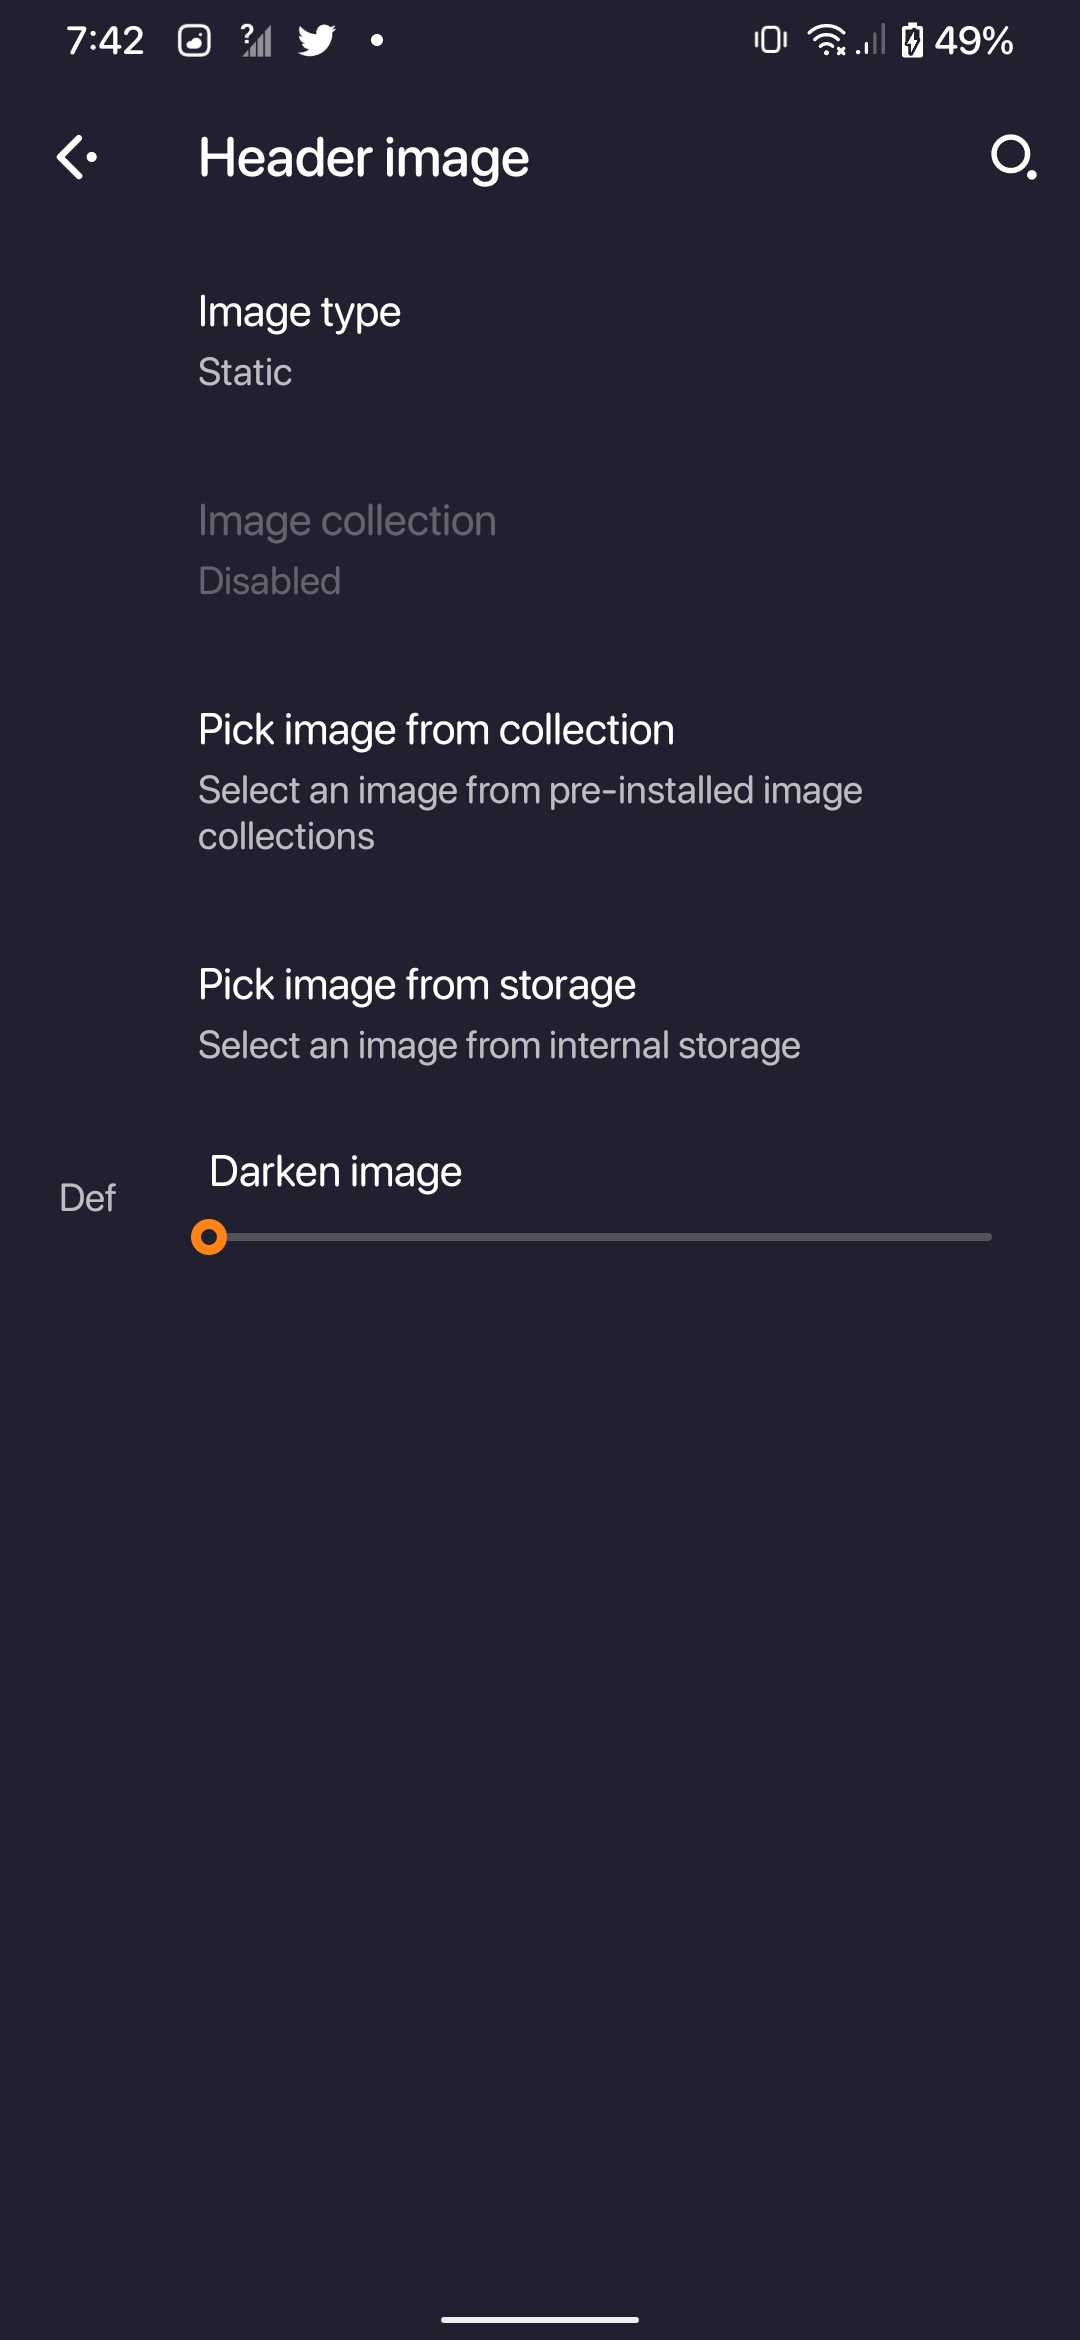 7:42
49%
Header image
Image type
Static
Image collection
Disabled
Pick image from collection
Select an image from pre-installed image
collections
Pick image from storage
Select an image from internal storage
Def
Darken image